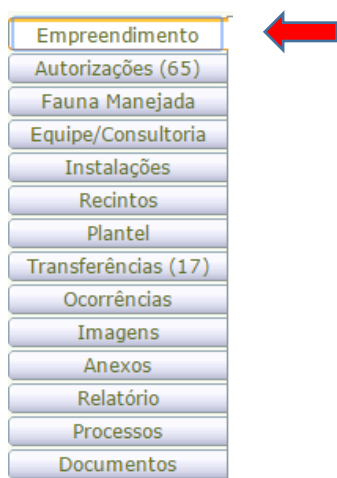 Empreendimento
Autorizações (65)
Fauna Manejada
Equipe/Consultoria
Instalações
Recintos
Plantel
Transferências (17)
Ocorrências
Imagens
Anexos
Relatório
Processos
Documentos